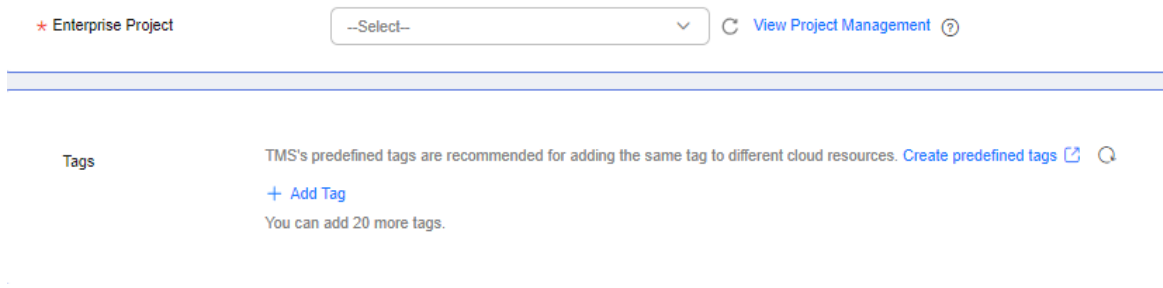 * Enterprise Project --Select-- View Project Management ?
Tags TMS's predefined tags are recommended for adding the same tag to different cloud resources. Create predefined tags
+ Add Tag
You can add 20 more tags.